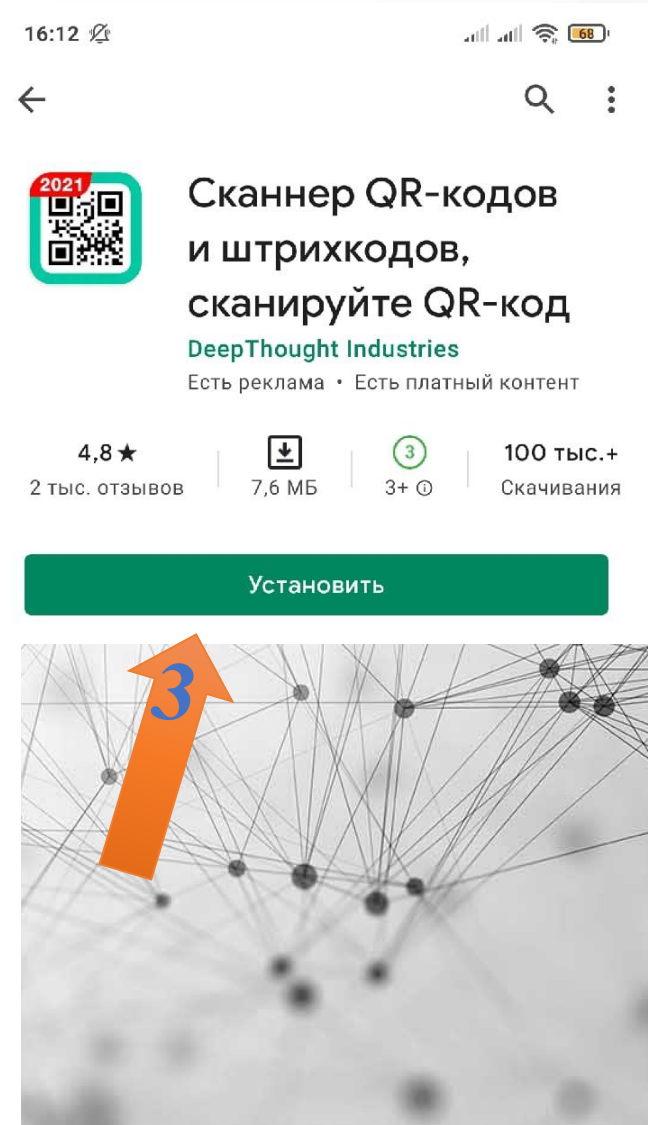 16:12
68
2021
Сканнер QR-кодов
и штрихкодов,
сканируйте QR-код
DeepThought Industries
Есть реклама • Есть платный контент
4,8★ 3 100 тыс.+
2 тыс. отзывов 7,6 МБ 3+ Скачивания
Установить
3